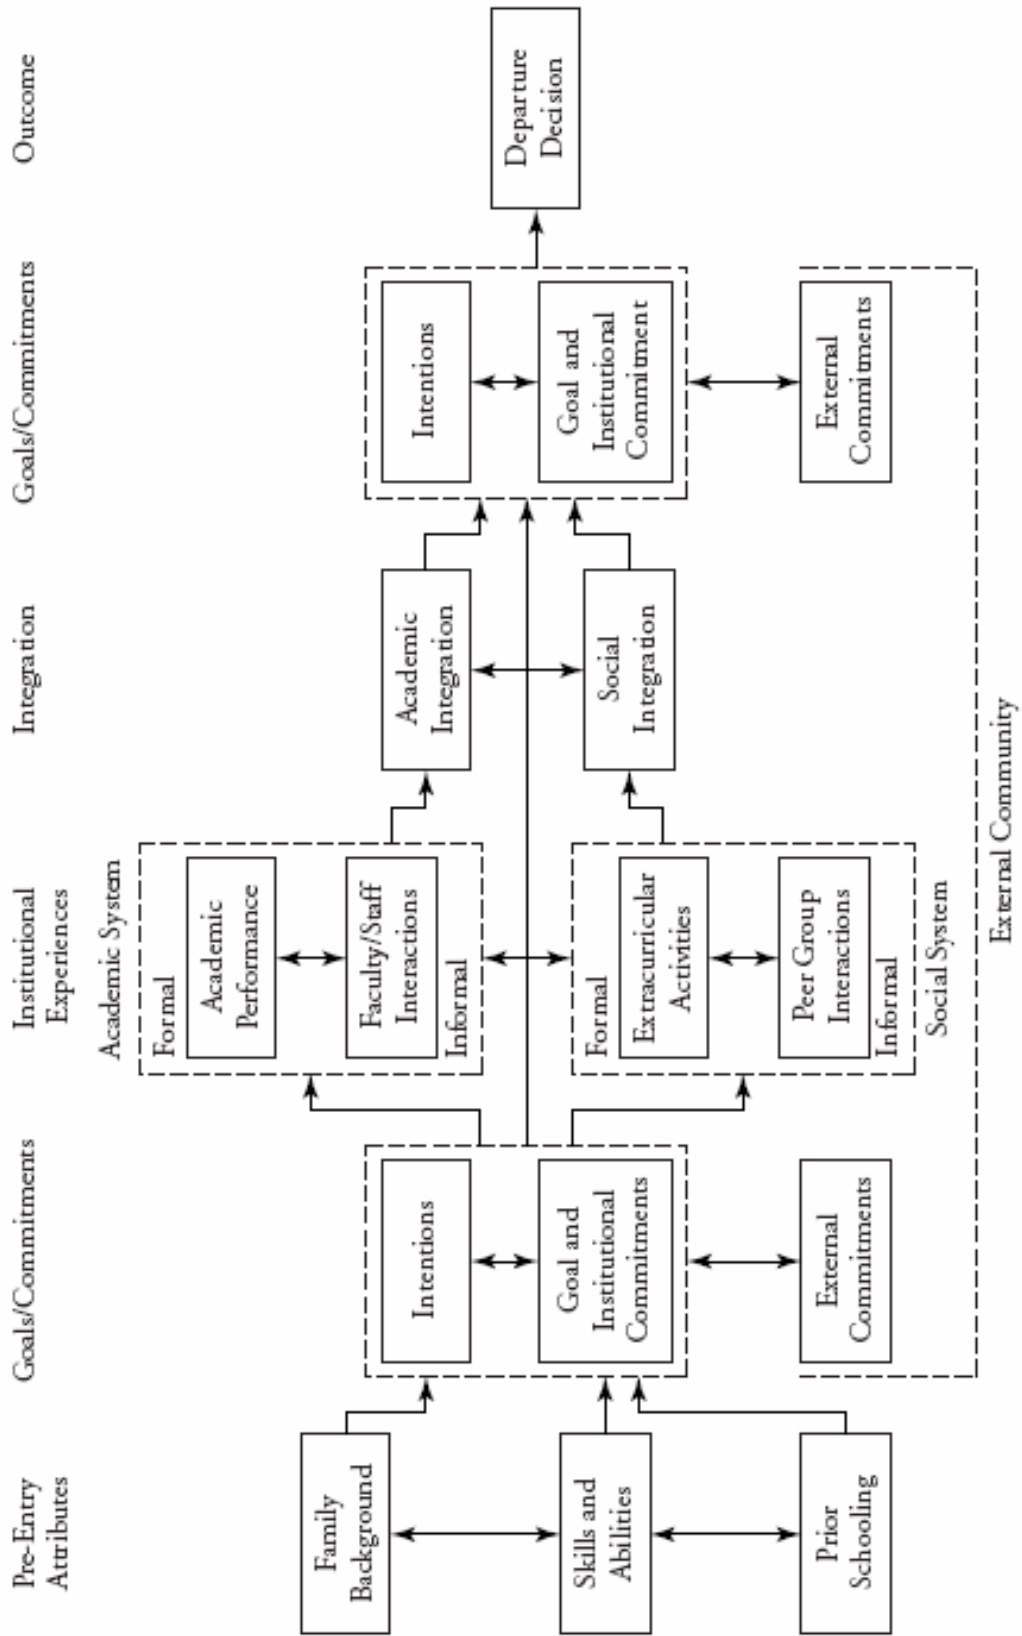 Pre-Entry
Attributes
Goals/Commitments
Institutional
Experiences
Integration
Goals/Commitments
Outcome
Family
Background
Skills and
Abilities
Prior
Schooling
Intentions
Goal and
Institutional
Commitments
External
Commitments
Academic System
Formal
Academic
Performance
Faculty/Staff
Interactions
Informal
Formal
Extracurricular
Activities
Peer Group
Interactions
Informal
Social System
Academic
Integration
Social
Integration
Intentions
Goal and
Institutional
Commitment
External
Commitments
Departure
Decision
External Community